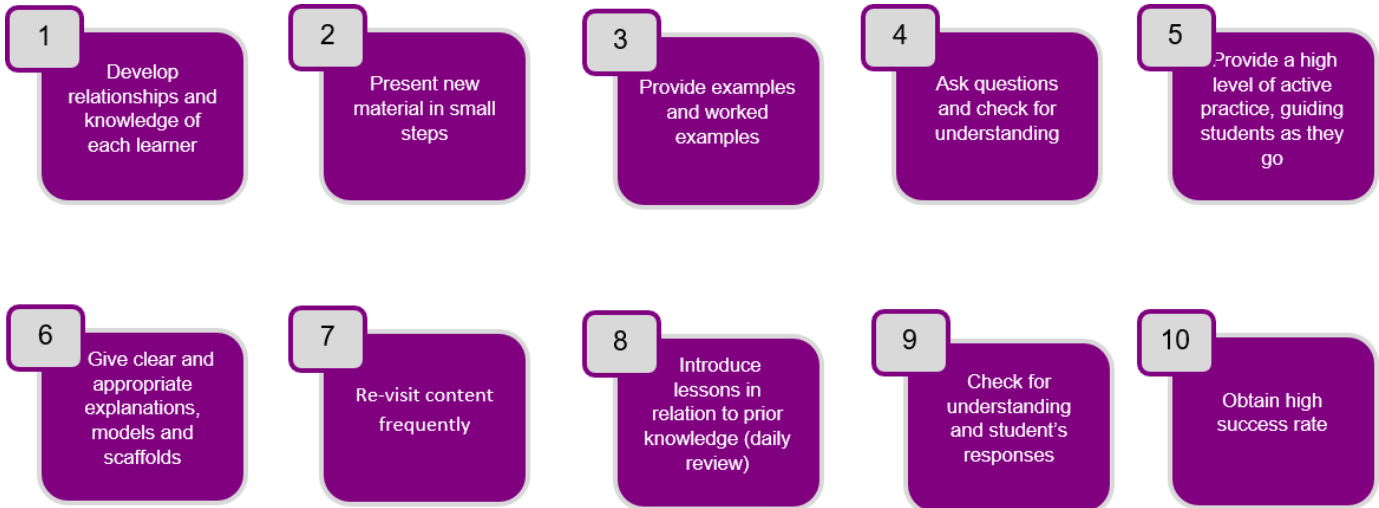 1
Develop
relationships and
knowledge of
each learner
2
Present new
material in small
steps
3
Provide examples
and worked
examples
4
Ask questions
and check for
understanding
5
Provide a high
level of active
practice, guiding
students as they
go
6
Give clear and
appropriate
explanations,
models and
scaffolds
7
Re-visit content
frequently
8
Introduce
lessons in
relation to prior
knowledge (daily
review)
9
Check for
understanding
and student’s
responses
10
Obtain high
success rate